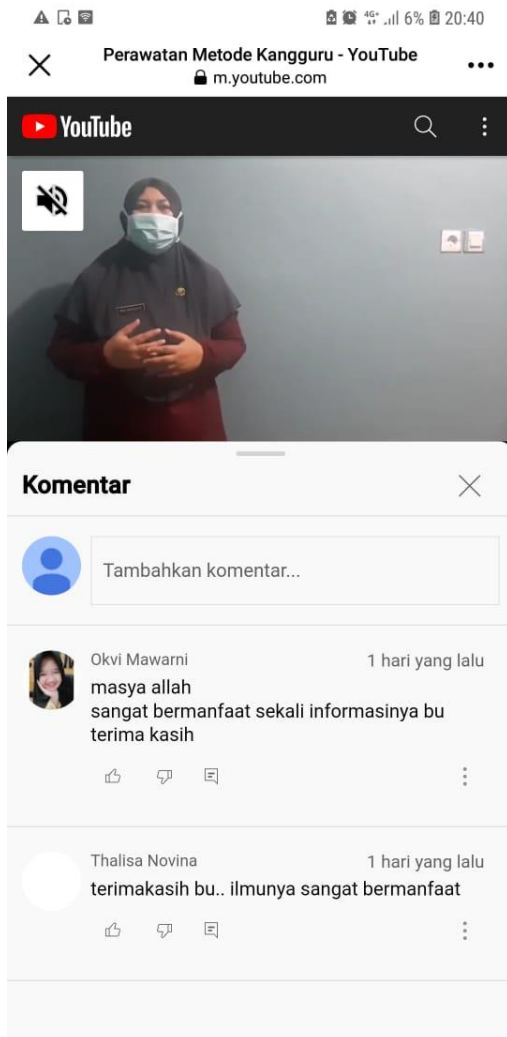 4G+ 6% 20:40
Perawatan Metode Kangguru - YouTube
m.youtube.com
YouTube
Komentar
Tambahkan komentar...
Okvi Mawarni 1 hari yang lalu
masya allah
sangat bermanfaat sekali informasinya bu
terima kasih
Thalisa Novina 1 hari yang lalu
terimakasih bu.. ilmunya sangat bermanfaat